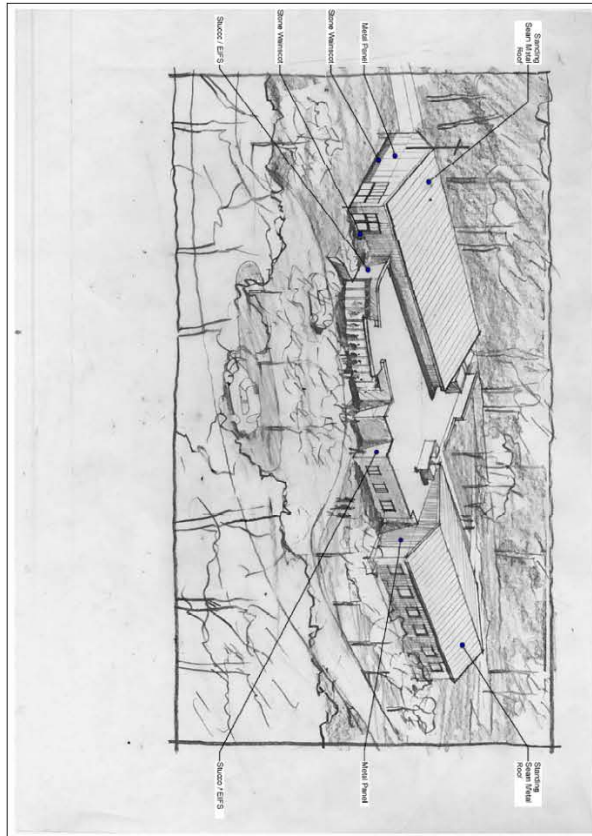 Standing
Seam Metal
Roof
Metal Panel
Stone Wainscot
Stone Wainscot
Stucco / EIFS
Standing
Seam Metal
Roof
Metal Panel
Stucco / EIFS